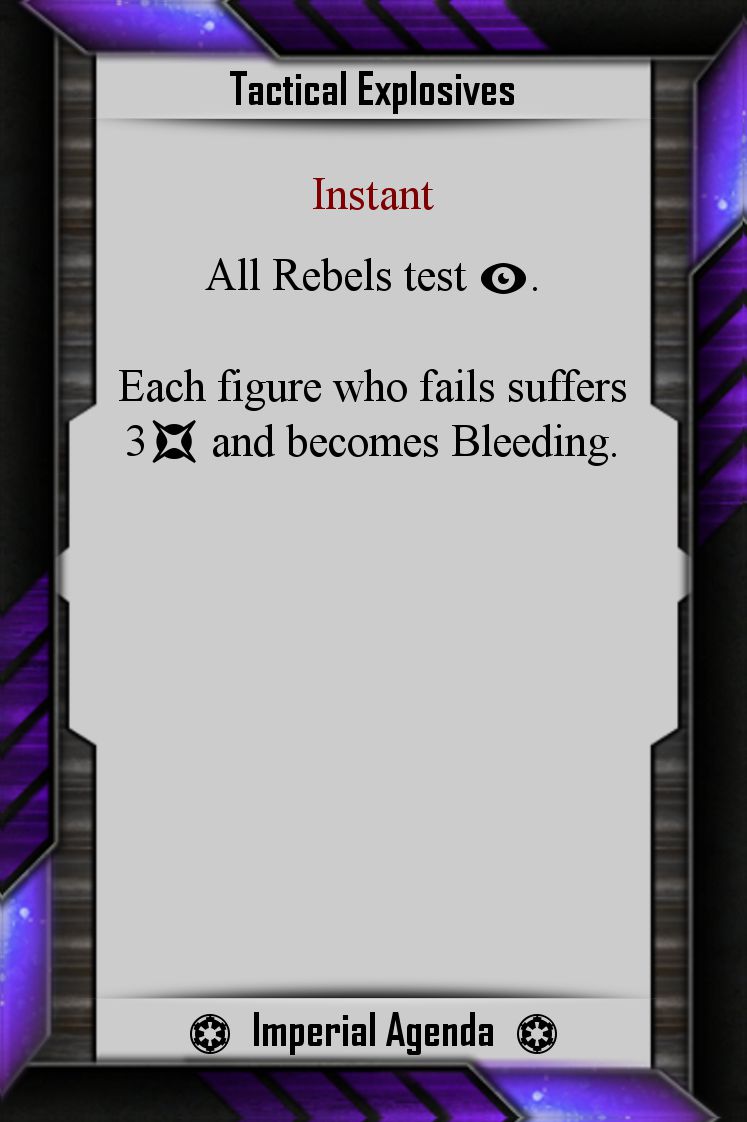 Tactical Explosives
Instant
All Rebels test .
Each figure who fails suffers
3 and becomes Bleeding.
Imperial Agenda